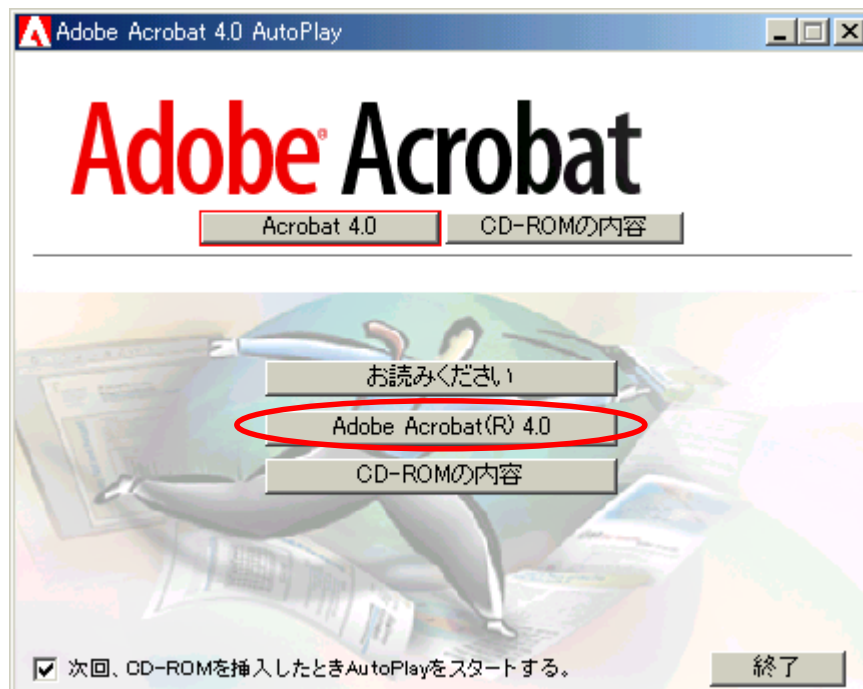 Adobe Acrobat 4.0 AutoPlay
Adobe® Acrobat
Acrobat 4.0 CD-ROMの内容
お読みください
Adobe Acrobat(R) 4.0
CD-ROMの内容
次回、CD-ROMを挿入したときAutoPlayをスタートする。 終了